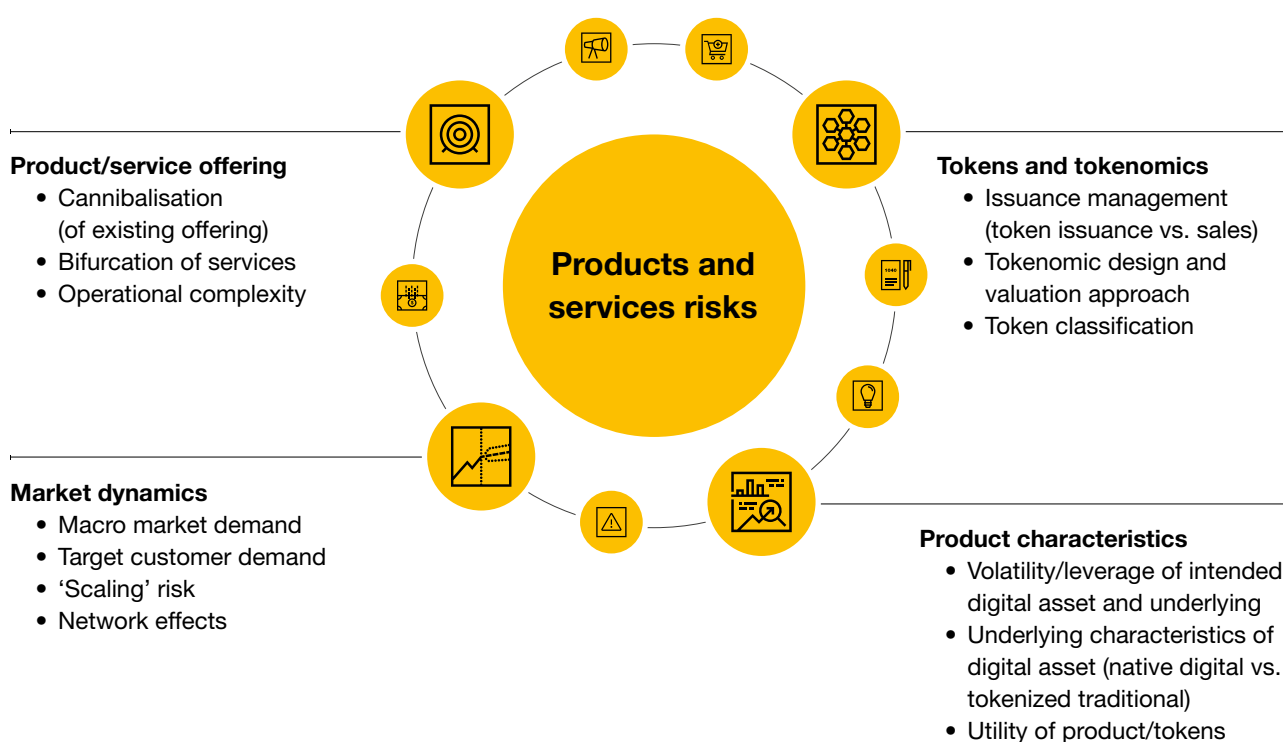 Products and
services risks
Product/service offering
• Cannibalisation
(of existing offering)
• Bifurcation of services
• Operational complexity
Tokens and tokenomics
• Issuance management
(token issuance vs. sales)
• Tokenomic design and
valuation approach
• Token classification
1040
Market dynamics
• Macro market demand
• Target customer demand
• ‘Scaling’ risk
• Network effects
Product characteristics
• Volatility/leverage of intended
digital asset and underlying
• Underlying characteristics of
digital asset (native digital vs.
tokenized traditional)
• Utility of product/tokens